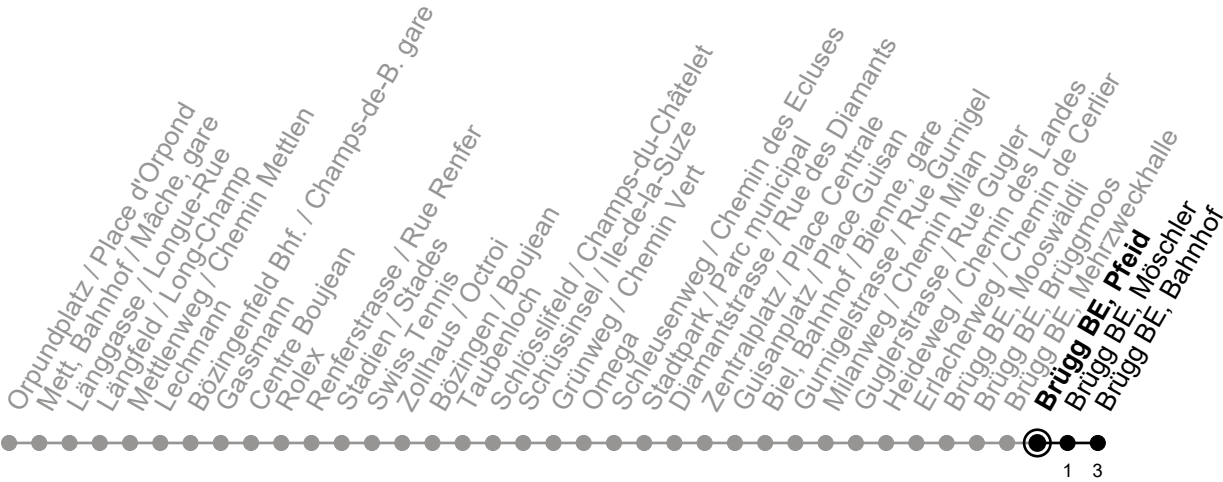 Orpundplatz / Place d'Orpond
Mett, Bahnhof / Mâche, gare
Länggasse / Longue-Rue
Längfeld / Long-Champ
Mettlenweg / Chemin Mettlen
Lechmann
Bözingenfeld Bhf. / Champs-de-B. gare
Gassmann
Centre Boujean
Rolex
Renferstrasse / Rue Renfer
Stadien / Stades
Swiss Tennis
Zollhaus / Octroi
Bözingen / Boujean
Taubenloch
Schlösslifeld / Champs-du-Châtelet
Schüssinsel / Ile-de-la-Suze
Grünweg / Chemin Vert
Omega
Schleusenweg / Chemin des Ecluses
Stadtpark / Parc municipal
Diamantstrasse / Rue des Diamants
Zentralplatz / Place Centrale
Guisanplatz / Place Guisan
Biel, Bahnhof / Bienne, gare
Gurnigelstrasse / Rue Gurnigel
Milanweg / Chemin Milan
Guglerstrasse / Rue Gugler
Heideweg / Chemin des Landes
Erlacherweg / Chemin de Cerlier
Brügg BE, Mooswäldli
Brügg BE, Brüggmoos
Brügg BE, Mehrzweckhalle
Brügg BE, Pfeid
Brügg BE, Möschler
Brügg BE, Bahnhof
1 3